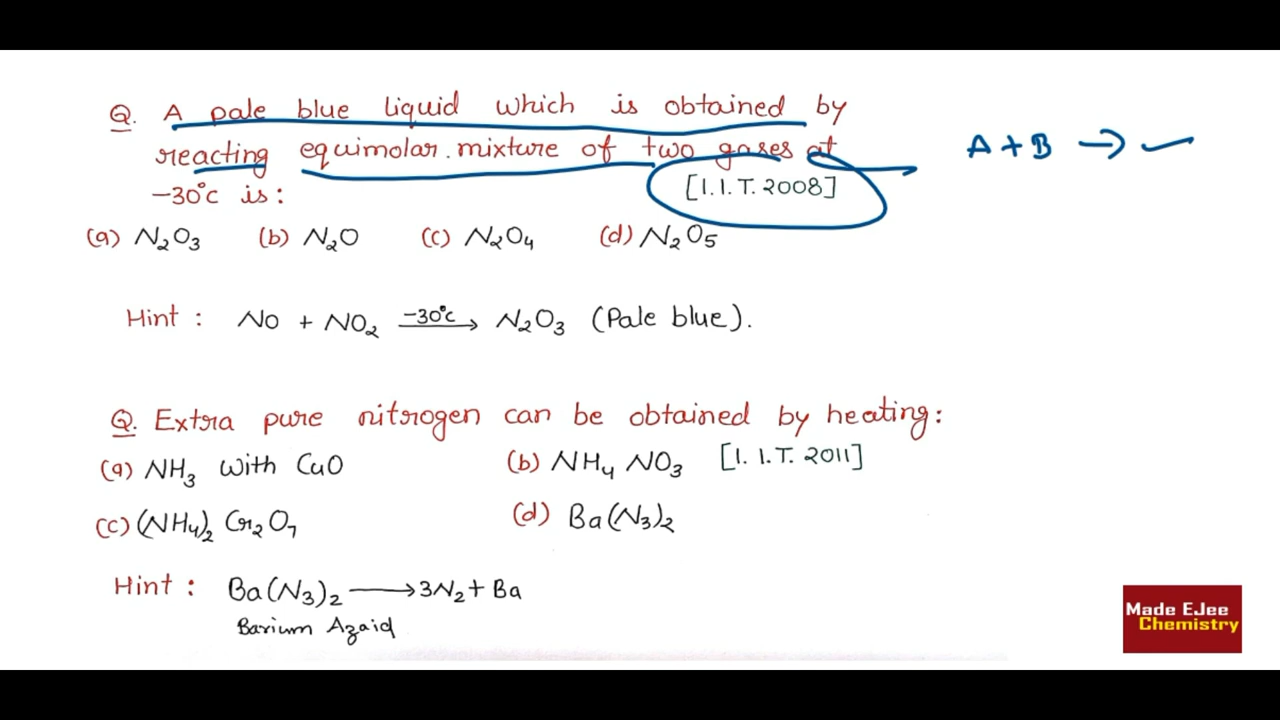 Q. A pale blue liquid which is obtained by
reacting equimolar mixture of two gases at
-30°c is: [I.I.T. 2008]
A + B →
(a) N₂O₃ (b) N₂O (c) N₂O₄ (d) N₂O₅
Hint : NO + NO₂ —-30°c→ N₂O₃ (Pale blue).
Q. Extra pure nitrogen can be obtained by heating:
(a) NH₃ with CuO (b) NH₄ NO₃ [I. I.T. 2011]
(c) (NH₄)₂ Cr₂O₇ (d) Ba(N₃)₂
Hint : Ba(N₃)₂ ⟶ 3N₂ + Ba
Barium Azaid
Made EJee
Chemistry